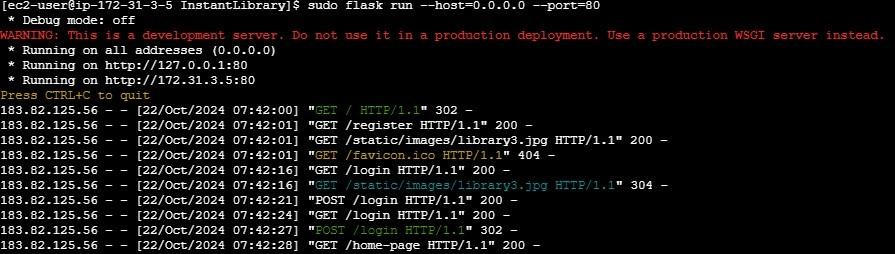 [ec2-user@ip-172-31-3-5 InstantLibrary]$ sudo flask run --host=0.0.0.0 --port=80
 * Debug mode: off
WARNING: This is a development server. Do not use it in a production deployment. Use a production WSGI server instead.
 * Running on all addresses (0.0.0.0)
 * Running on http://127.0.0.1:80
 * Running on http://172.31.3.5:80
Press CTRL+C to quit
183.82.125.56 - - [22/Oct/2024 07:42:00] "GET / HTTP/1.1" 302 -
183.82.125.56 - - [22/Oct/2024 07:42:01] "GET /register HTTP/1.1" 200 -
183.82.125.56 - - [22/Oct/2024 07:42:01] "GET /static/images/library3.jpg HTTP/1.1" 200 -
183.82.125.56 - - [22/Oct/2024 07:42:01] "GET /favicon.ico HTTP/1.1" 404 -
183.82.125.56 - - [22/Oct/2024 07:42:16] "GET /login HTTP/1.1" 200 -
183.82.125.56 - - [22/Oct/2024 07:42:16] "GET /static/images/library3.jpg HTTP/1.1" 304 -
183.82.125.56 - - [22/Oct/2024 07:42:21] "POST /login HTTP/1.1" 200 -
183.82.125.56 - - [22/Oct/2024 07:42:24] "GET /login HTTP/1.1" 200 -
183.82.125.56 - - [22/Oct/2024 07:42:27] "POST /login HTTP/1.1" 302 -
183.82.125.56 - - [22/Oct/2024 07:42:28] "GET /home-page HTTP/1.1" 200 -